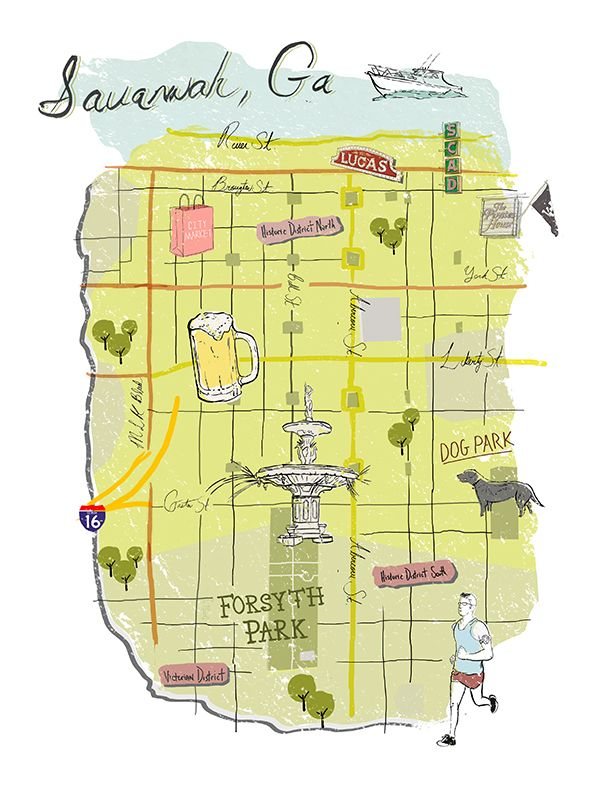 Savannah, Ga
River St
LUCAS
SCAD
Broughton St
CITY
MARKET
Historic District North
The
Pirates
House
York St
Bull St
Abercorn St
Liberty St
MLK Blvd
DOG PARK
16
Gaston St
Abercorn St
Historic District South
FORSYTH
PARK
Victorian District